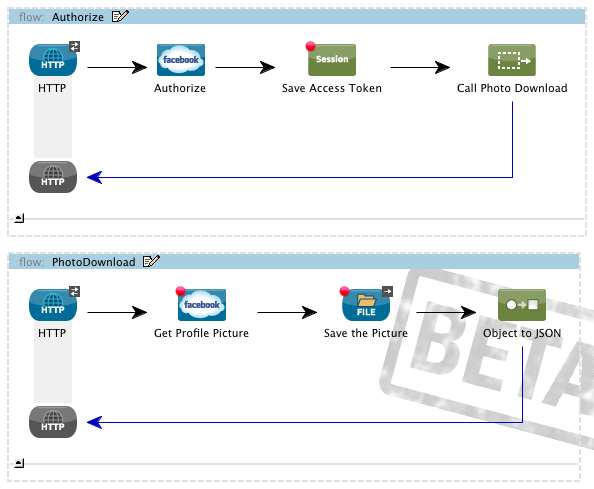 flow: Authorize
HTTP
facebook
Session
HTTP
Authorize
Save Access Token
Call Photo Download
HTTP
flow: PhotoDownload
HTTP
facebook
FILE
HTTP
Get Profile Picture
Save the Picture
Object to JSON
HTTP
BETA